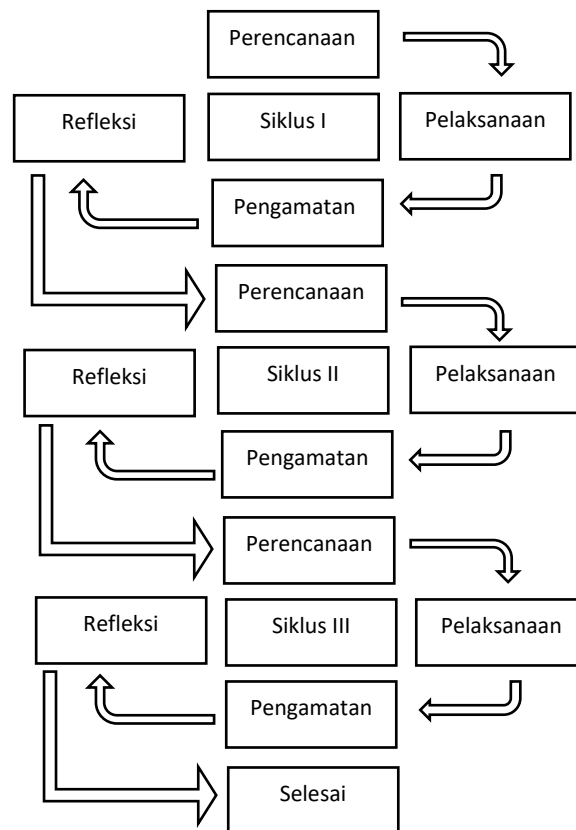 Perencanaan
Refleksi
Siklus I
Pelaksanaan
Pengamatan
Perencanaan
Refleksi
Siklus II
Pelaksanaan
Pengamatan
Perencanaan
Refleksi
Siklus III
Pelaksanaan
Pengamatan
Selesai